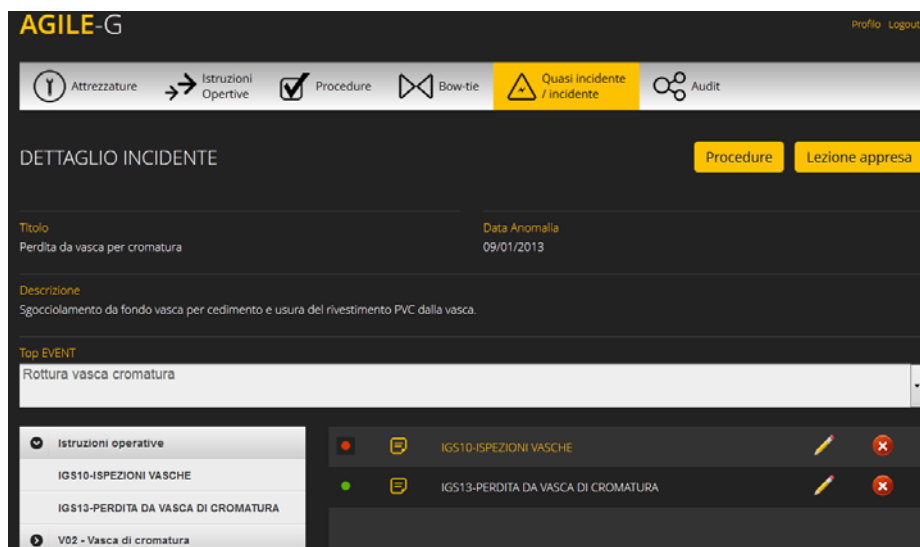 AGILE-G
Profilo Logout
Attrezzature
Istruzioni
Opertive
Procedure
Bow-tie
Quasi incidente
/ incidente
Audit
DETTAGLIO INCIDENTE
Procedure
Lezione appresa
Titolo
Perdita da vasca per cromatura
Data Anomalia
09/01/2013
Descrizione
Sgocciolamento da fondo vasca per cedimento e usura del rivestimento PVC dalla vasca.
Top EVENT
Rottura vasca cromatura
Istruzioni operative
IGS10-ISPEZIONI VASCHE
IGS13-PERDITA DA VASCA DI CROMATURA
V02 - Vasca di cromatura
IGS10-ISPEZIONI VASCHE
IGS13-PERDITA DA VASCA DI CROMATURA